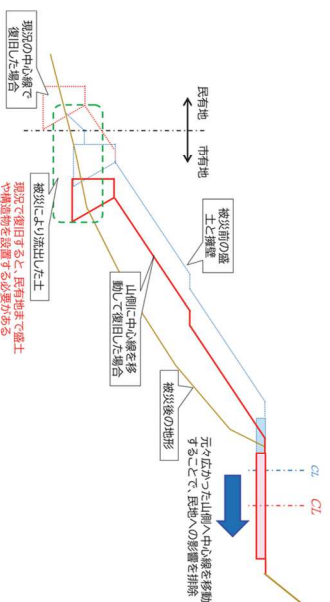 民有地
市有地
現況の中心線で
復旧した場合
被災により流出した土
被災前の盛
土と擁壁
山側に中心線を移
動して復旧した場合
被災後の地形
元々広かった山側へ中心線を移動
することで、民地への影響を排除
CL
CL
現況で復旧すると、民有地まで盛土
や構造物を設置する必要がある